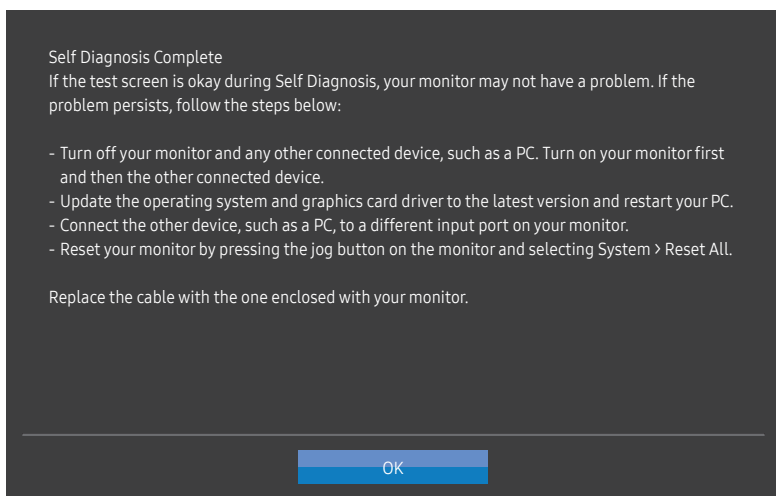 Self Diagnosis Complete
If the test screen is okay during Self Diagnosis, your monitor may not have a problem. If the
problem persists, follow the steps below:
- Turn off your monitor and any other connected device, such as a PC. Turn on your monitor first
and then the other connected device.
- Update the operating system and graphics card driver to the latest version and restart your PC.
- Connect the other device, such as a PC, to a different input port on your monitor.
- Reset your monitor by pressing the jog button on the monitor and selecting System > Reset All.
Replace the cable with the one enclosed with your monitor.
OK